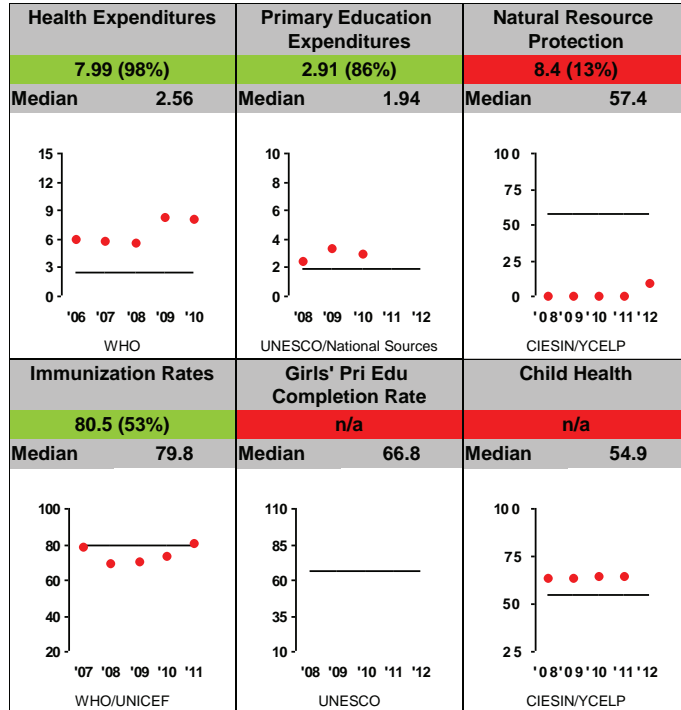 Health Expenditures
7.99 (98%)
Median 2.56
15
12
9
6
3
0
'06 '07 '08 '09 '10
WHO
Primary Education
Expenditures
2.91 (86%)
Median 1.94
10
8
6
4
2
0
'08 '09 '10 '11 '12
UNESCO/National Sources
Natural Resource
Protection
8.4 (13%)
Median 57.4
100
75
50
25
0
'08 '09 '10 '11 '12
CIESIN/YCELP
Immunization Rates
80.5 (53%)
Median 79.8
100
80
60
40
20
'07 '08 '09 '10 '11
WHO/UNICEF
Girls' Pri Edu
Completion Rate
n/a
Median 66.8
110
85
60
35
10
'08 '09 '10 '11 '12
UNESCO
Child Health
n/a
Median 54.9
100
75
50
25
'08 '09 '10 '11 '12
CIESIN/YCELP